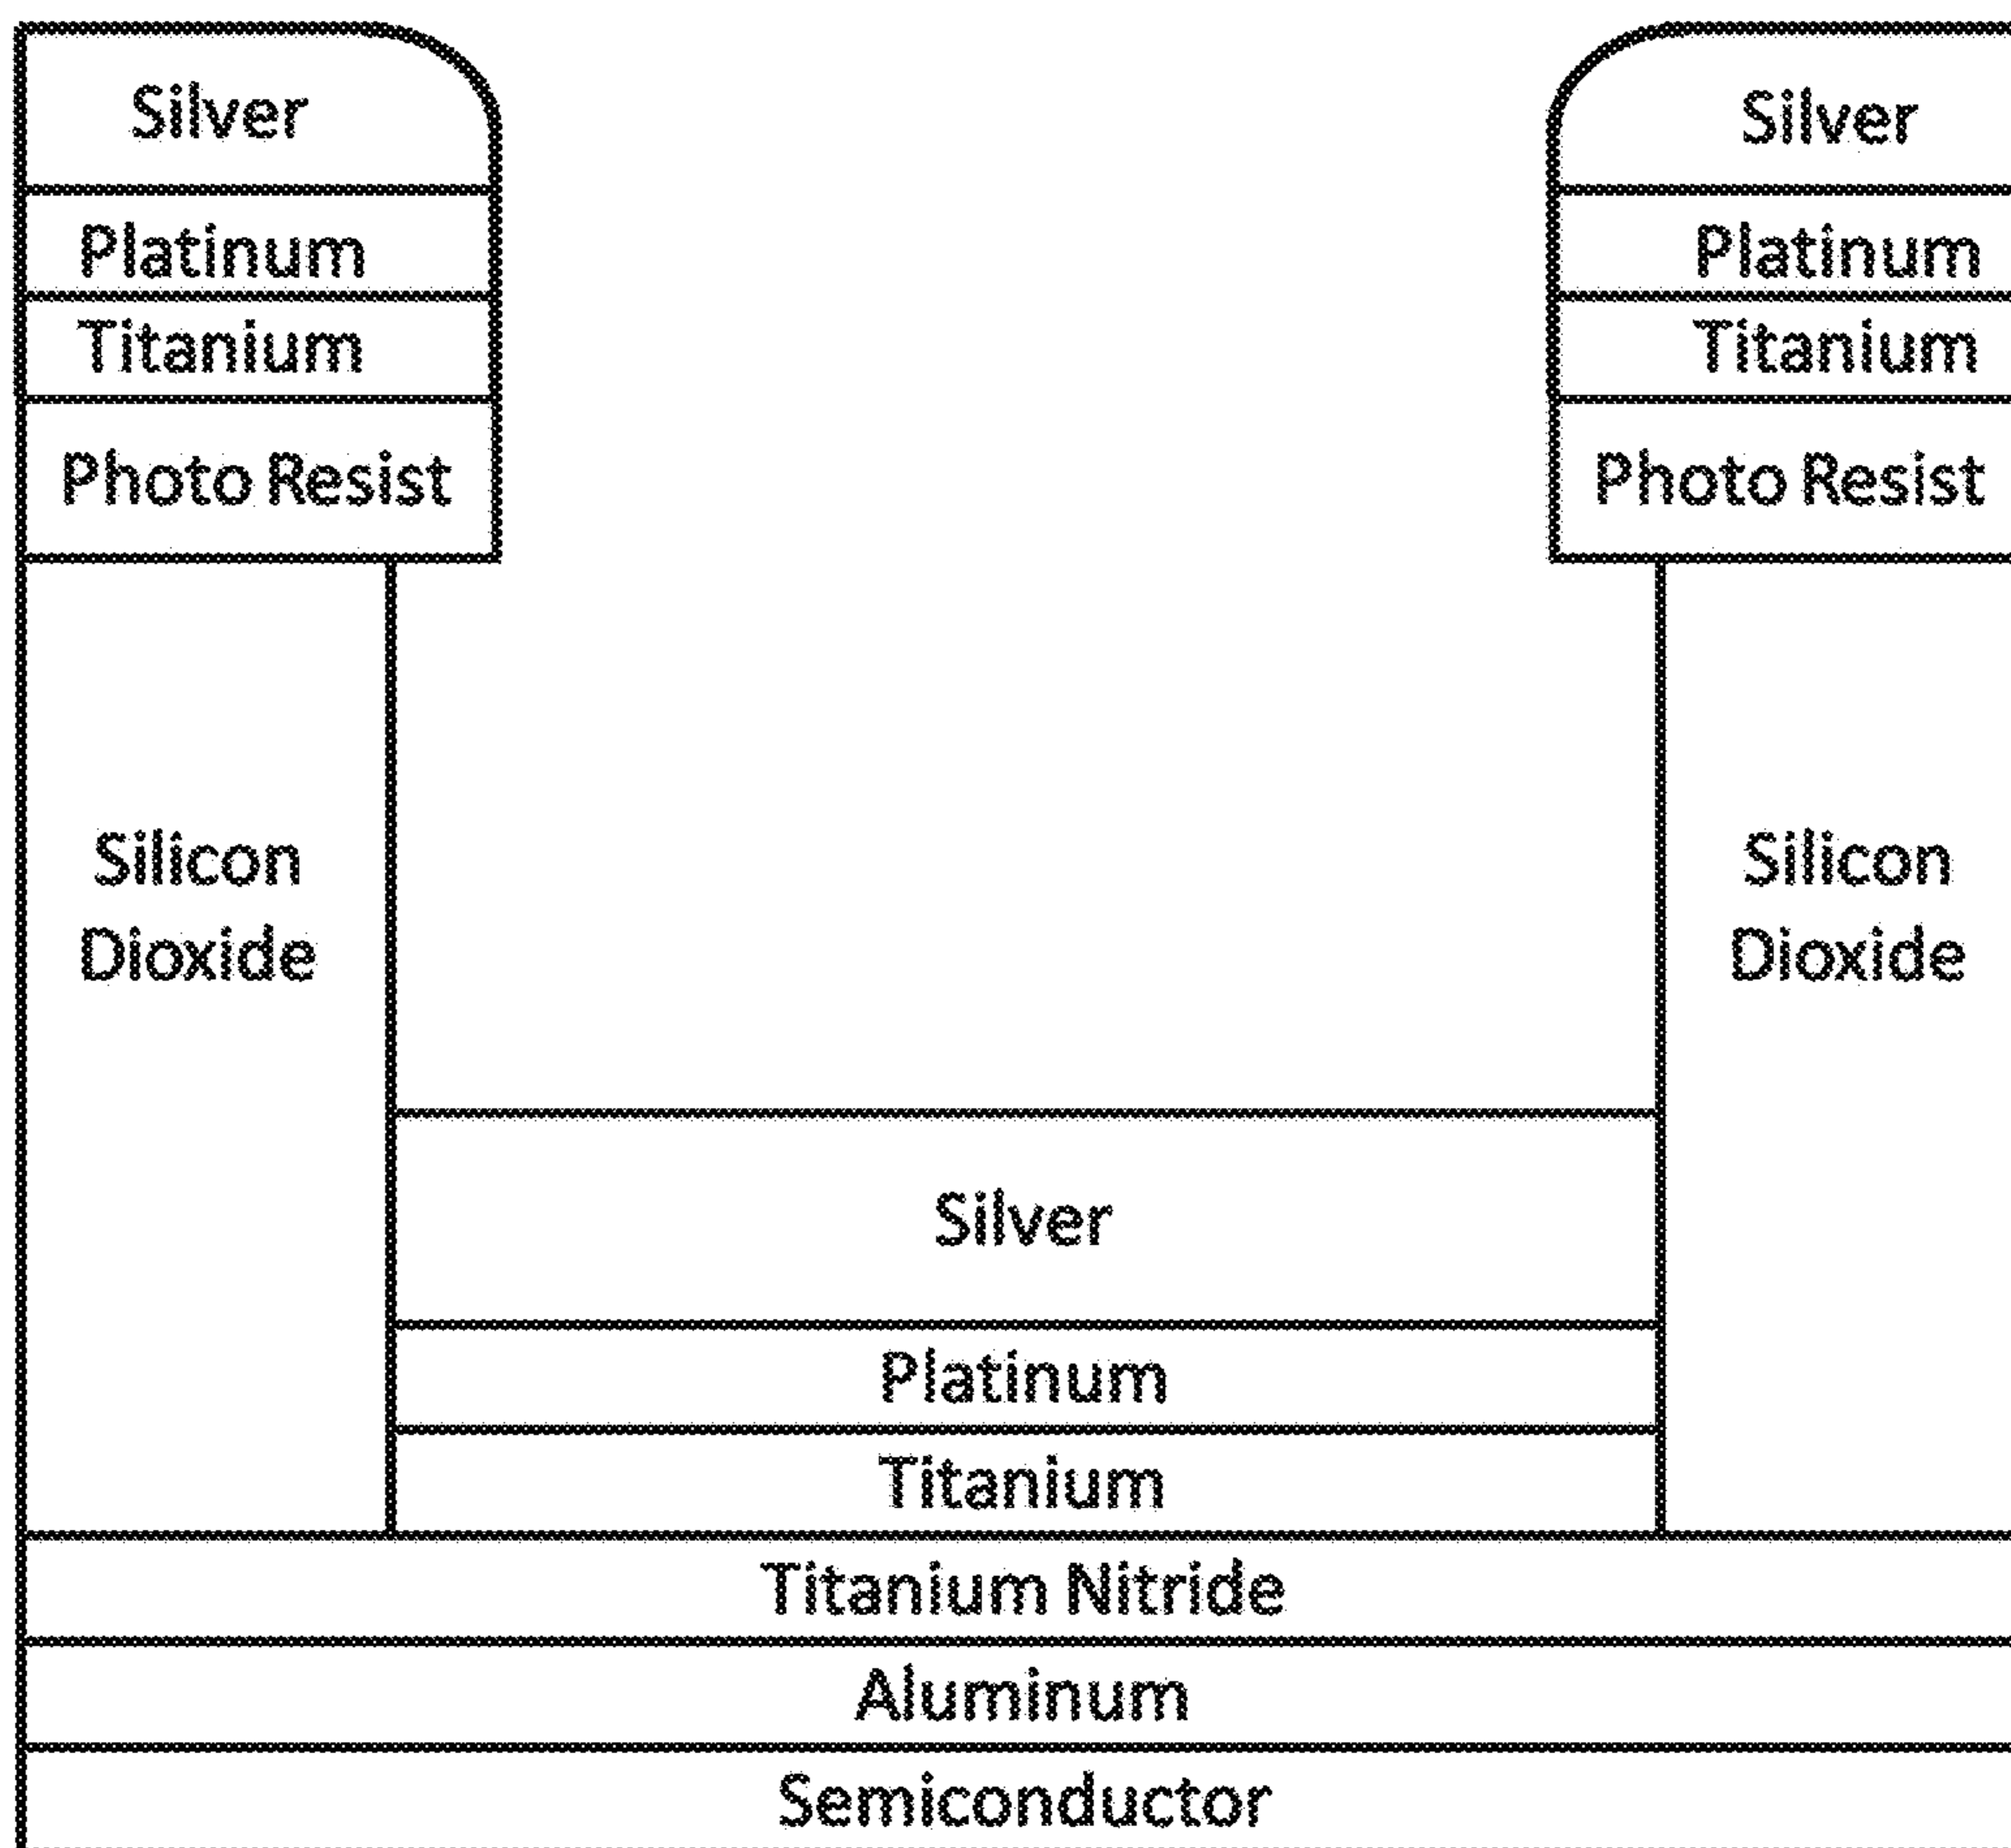 Silver
Silver
Platinum
Platinum
Titanium
Titanium
Photo Resist
Photo Resist
Silicon
Dioxide
Silicon
Dioxide
Silver
Platinum
Titanium
Titanium Nitride
Aluminum
Semiconductor